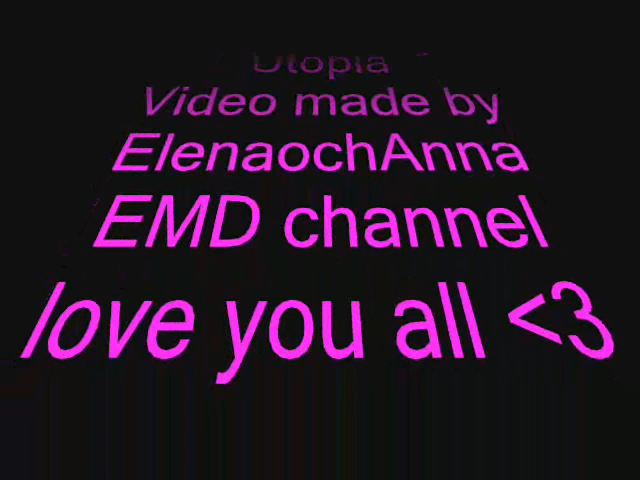 Utopia
Video made by
ElenaochAnna
EMD channel
love you all <3